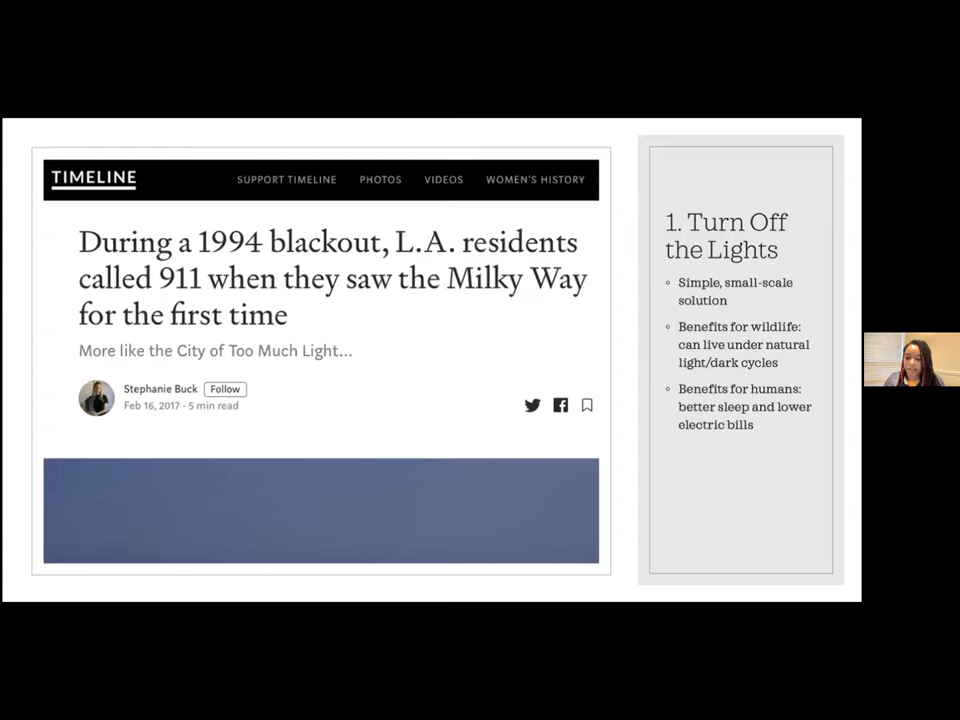 TIMELINE
SUPPORT TIMELINE PHOTOS VIDEOS WOMEN'S HISTORY
During a 1994 blackout, L.A. residents
called 911 when they saw the Milky Way
for the first time
More like the City of Too Much Light...
Stephanie Buck Follow
Feb 16, 2017 · 5 min read
1. Turn Off
the Lights
Simple, small-scale
solution
Benefits for wildlife:
can live under natural
light/dark cycles
Benefits for humans:
better sleep and lower
electric bills